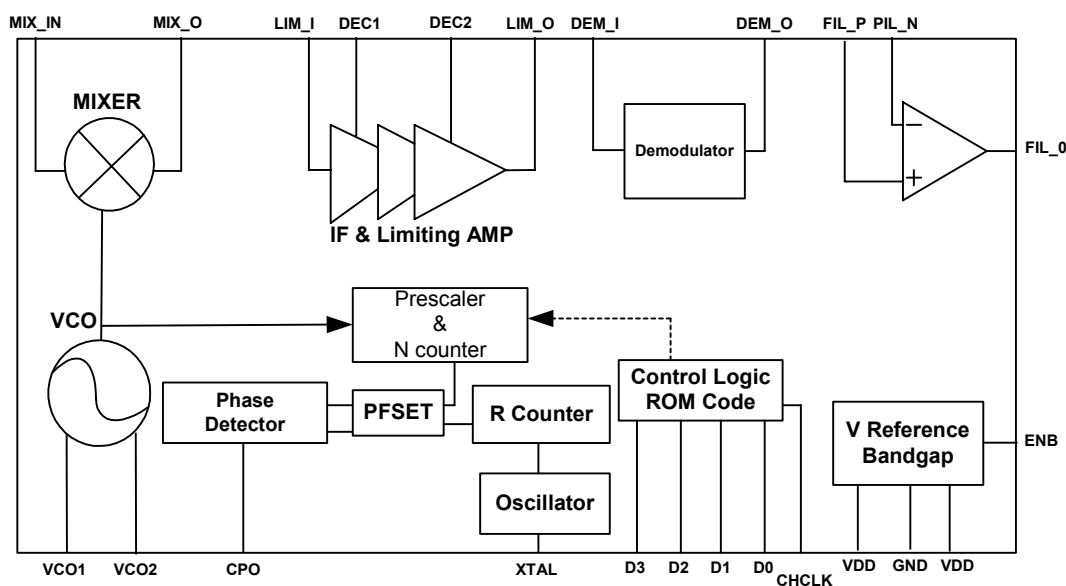 MIX_IN
MIX_O
LIM_I
DEC1
DEC2
LIM_O
DEM_I
DEM_O
FIL_P
PIL_N
MIXER
Demodulator
−
+
FIL_0
IF & Limiting AMP
VCO
Prescaler
&
N counter
Phase
Detector
PFSET
R Counter
Control Logic
ROM Code
V Reference
Bandgap
ENB
Oscillator
VCO1
VCO2
CPO
XTAL
D3
D2
D1
D0
CHCLK
VDD
GND
VDD